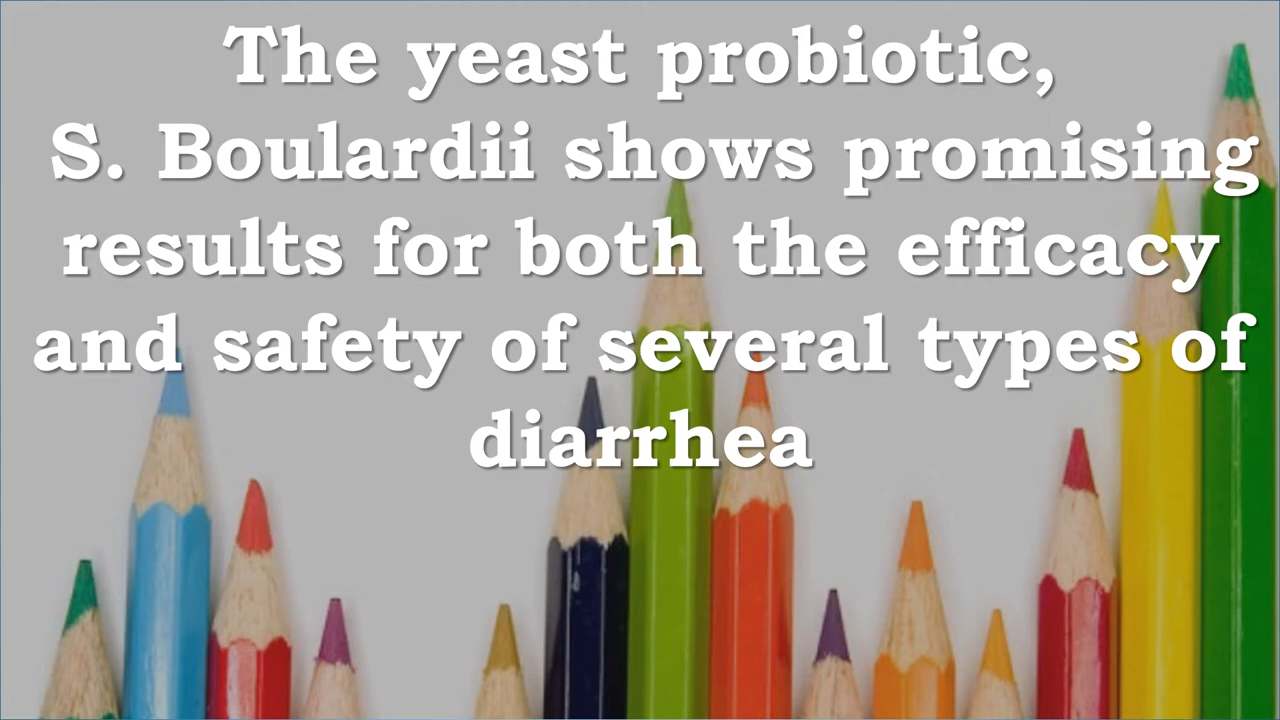 The yeast probiotic,
S. Boulardii shows promising
results for both the efficacy
and safety of several types of
diarrhea